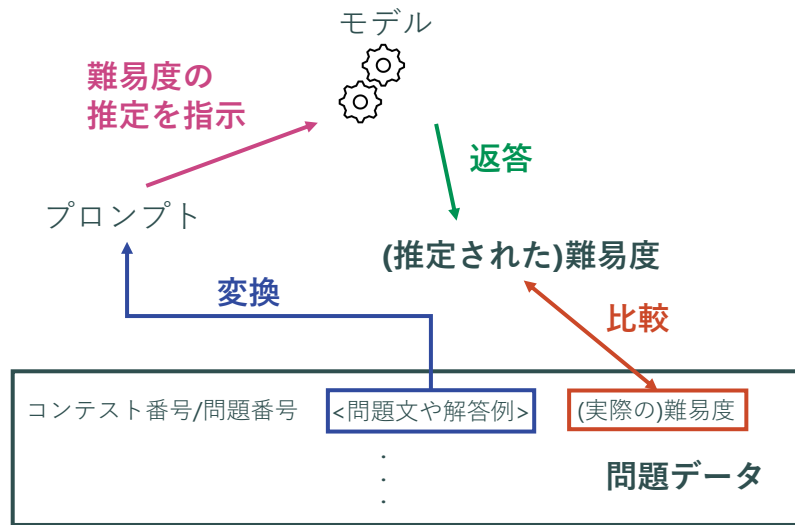 モデル
難易度の
推定を指示
返答
プロンプト
(推定された)難易度
変換
比較
コンテスト番号/問題番号 <問題文や解答例> (実際の)難易度
.
.
.
問題データ